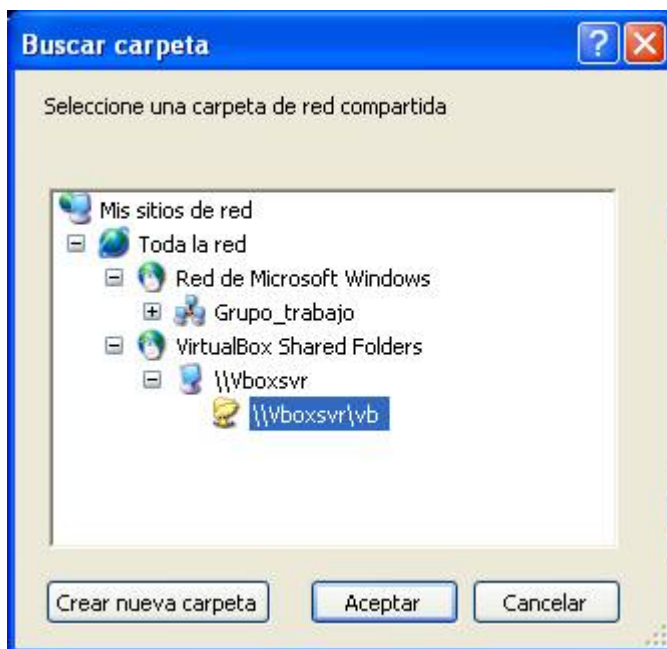 Buscar carpeta
Seleccione una carpeta de red compartida
Mis sitios de red
Toda la red
Red de Microsoft Windows
Grupo_trabajo
VirtualBox Shared Folders
\\Vboxsvr
\\Vboxsvr\vb
Crear nueva carpeta Aceptar Cancelar